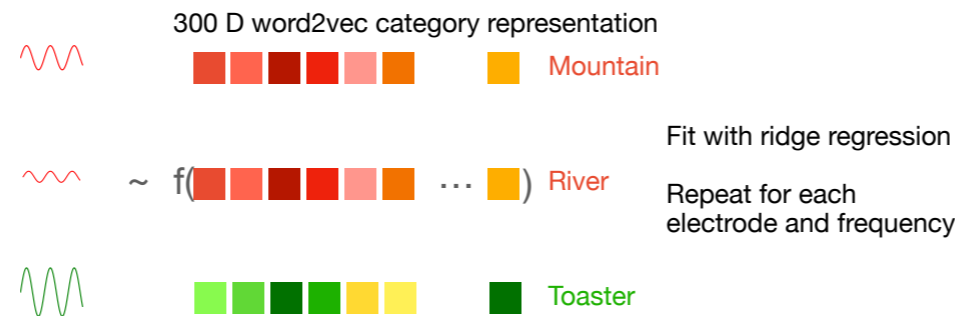 300 D word2vec category representation
Mountain
Fit with ridge regression
~ f( ... ) River
Repeat for each
electrode and frequency
Toaster